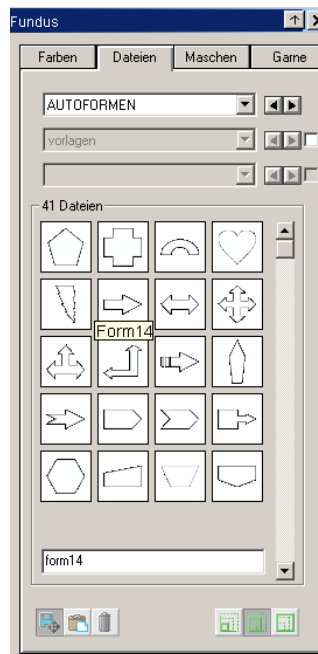 Fundus
Farben Dateien Maschen Garne
AUTOFORMEN
vorlagen
41 Dateien
Form14
form14